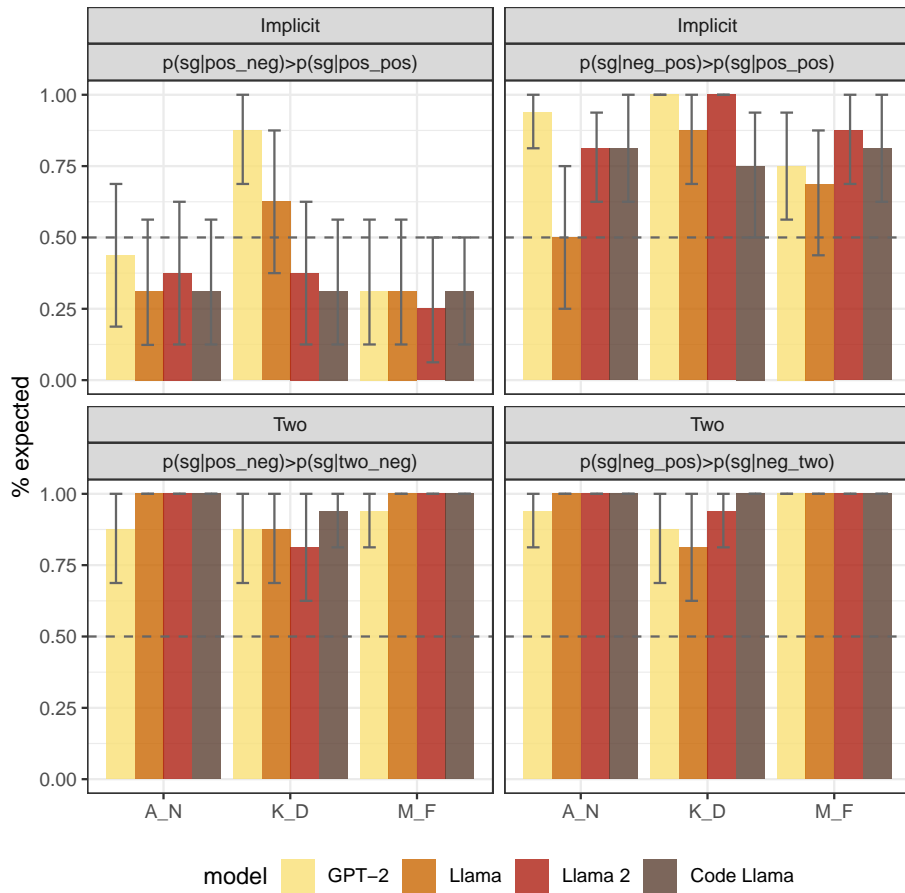 Implicit
Implicit
p(sg|pos_neg)>p(sg|pos_pos)
p(sg|neg_pos)>p(sg|pos_pos)
1.00
0.75
0.50
0.25
0.00
Two
Two
p(sg|pos_neg)>p(sg|two_neg)
p(sg|neg_pos)>p(sg|neg_two)
1.00
0.75
0.50
0.25
0.00
% expected
A_N
K_D
M_F
A_N
K_D
M_F
model GPT−2 Llama Llama 2 Code Llama